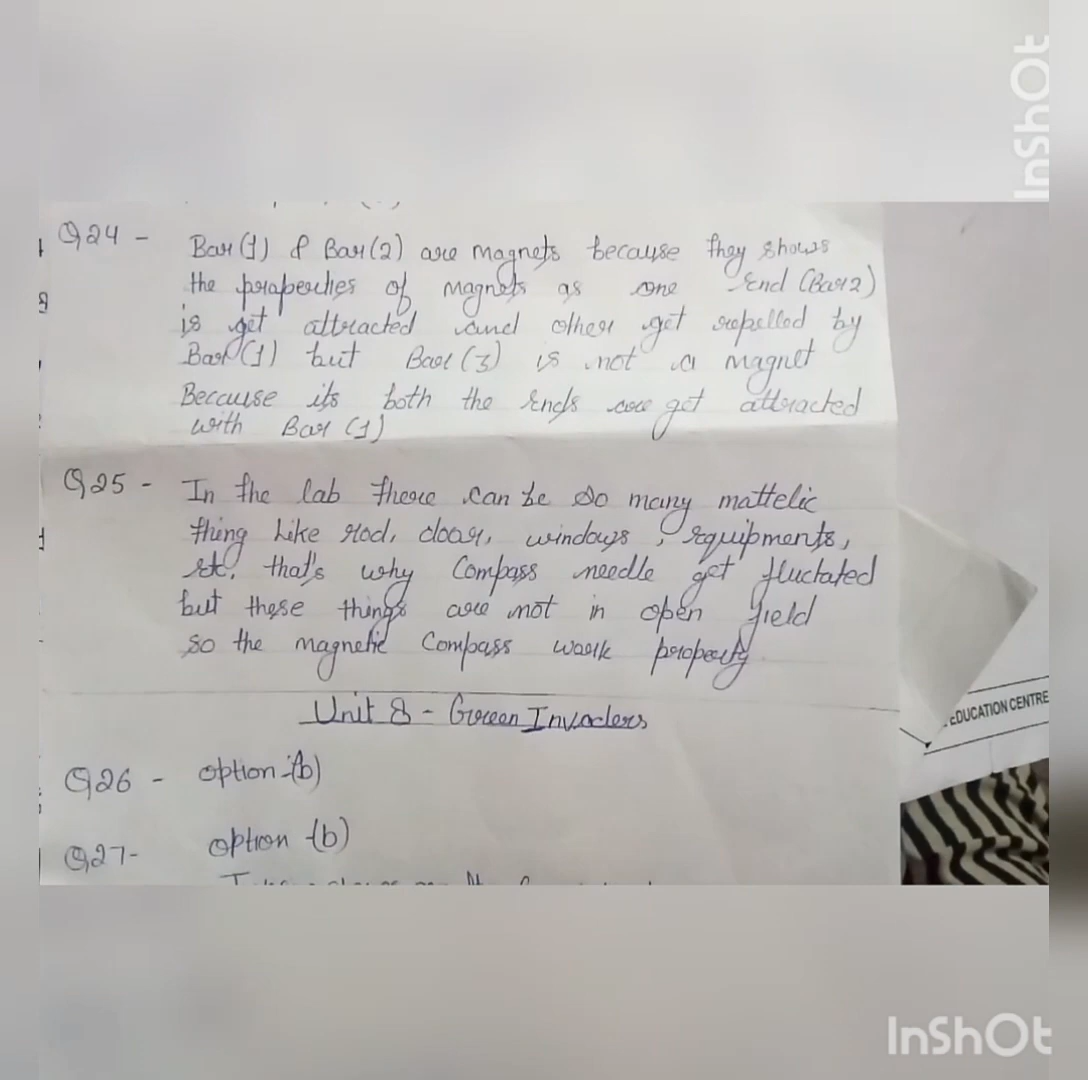 InShOt
Q24 - Bar (1) & Bar (2) are magnets because they shows
the properties of magnets as one End (Bar 2)
is get attracted and other get repelled by
Bar (1) but Bar (3) is not a magnet
Because its both the Ends are get attracted
with Bar (1)
Q25 - In the lab there can be so many mattelic
thing like rod, doar, windows, equipments,
etc. that's why Compass needle get fluctated
but these things are not in open field
so the magnetic Compass work properly
Unit 8 - Green Invaders
EDUCATION CENTRE
Q26 - option (b)
Q27- option (b)
InShOt